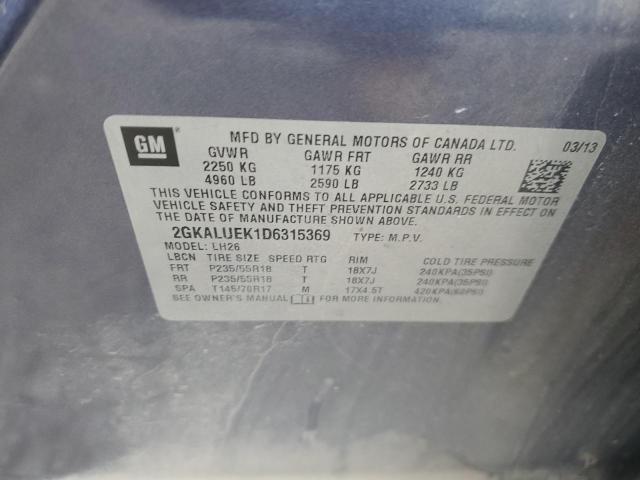 GM
MFD BY GENERAL MOTORS OF CANADA LTD. 03/13
GVWR GAWR FRT GAWR RR
2250 KG 1175 KG 1240 KG
4960 LB 2590 LB 2733 LB
THIS VEHICLE CONFORMS TO ALL APPLICABLE U.S. FEDERAL MOTOR
VEHICLE SAFETY AND THEFT PREVENTION STANDARDS IN EFFECT ON
THE DATE OF MANUFACTURE SHOWN ABOVE.
2GKALUEK1D6315369 TYPE: M.P.V.
MODEL: LH26
LBCN TIRE SIZE SPEED RTG RIM COLD TIRE PRESSURE
FRT P235/55R18 T 18X7J 240KPA(35PSI)
RR P235/55R18 T 18X7J 240KPA(35PSI)
SPA T145/70R17 M 17X4.5T 420KPA(60PSI)
SEE OWNER'S MANUAL FOR MORE INFORMATION.